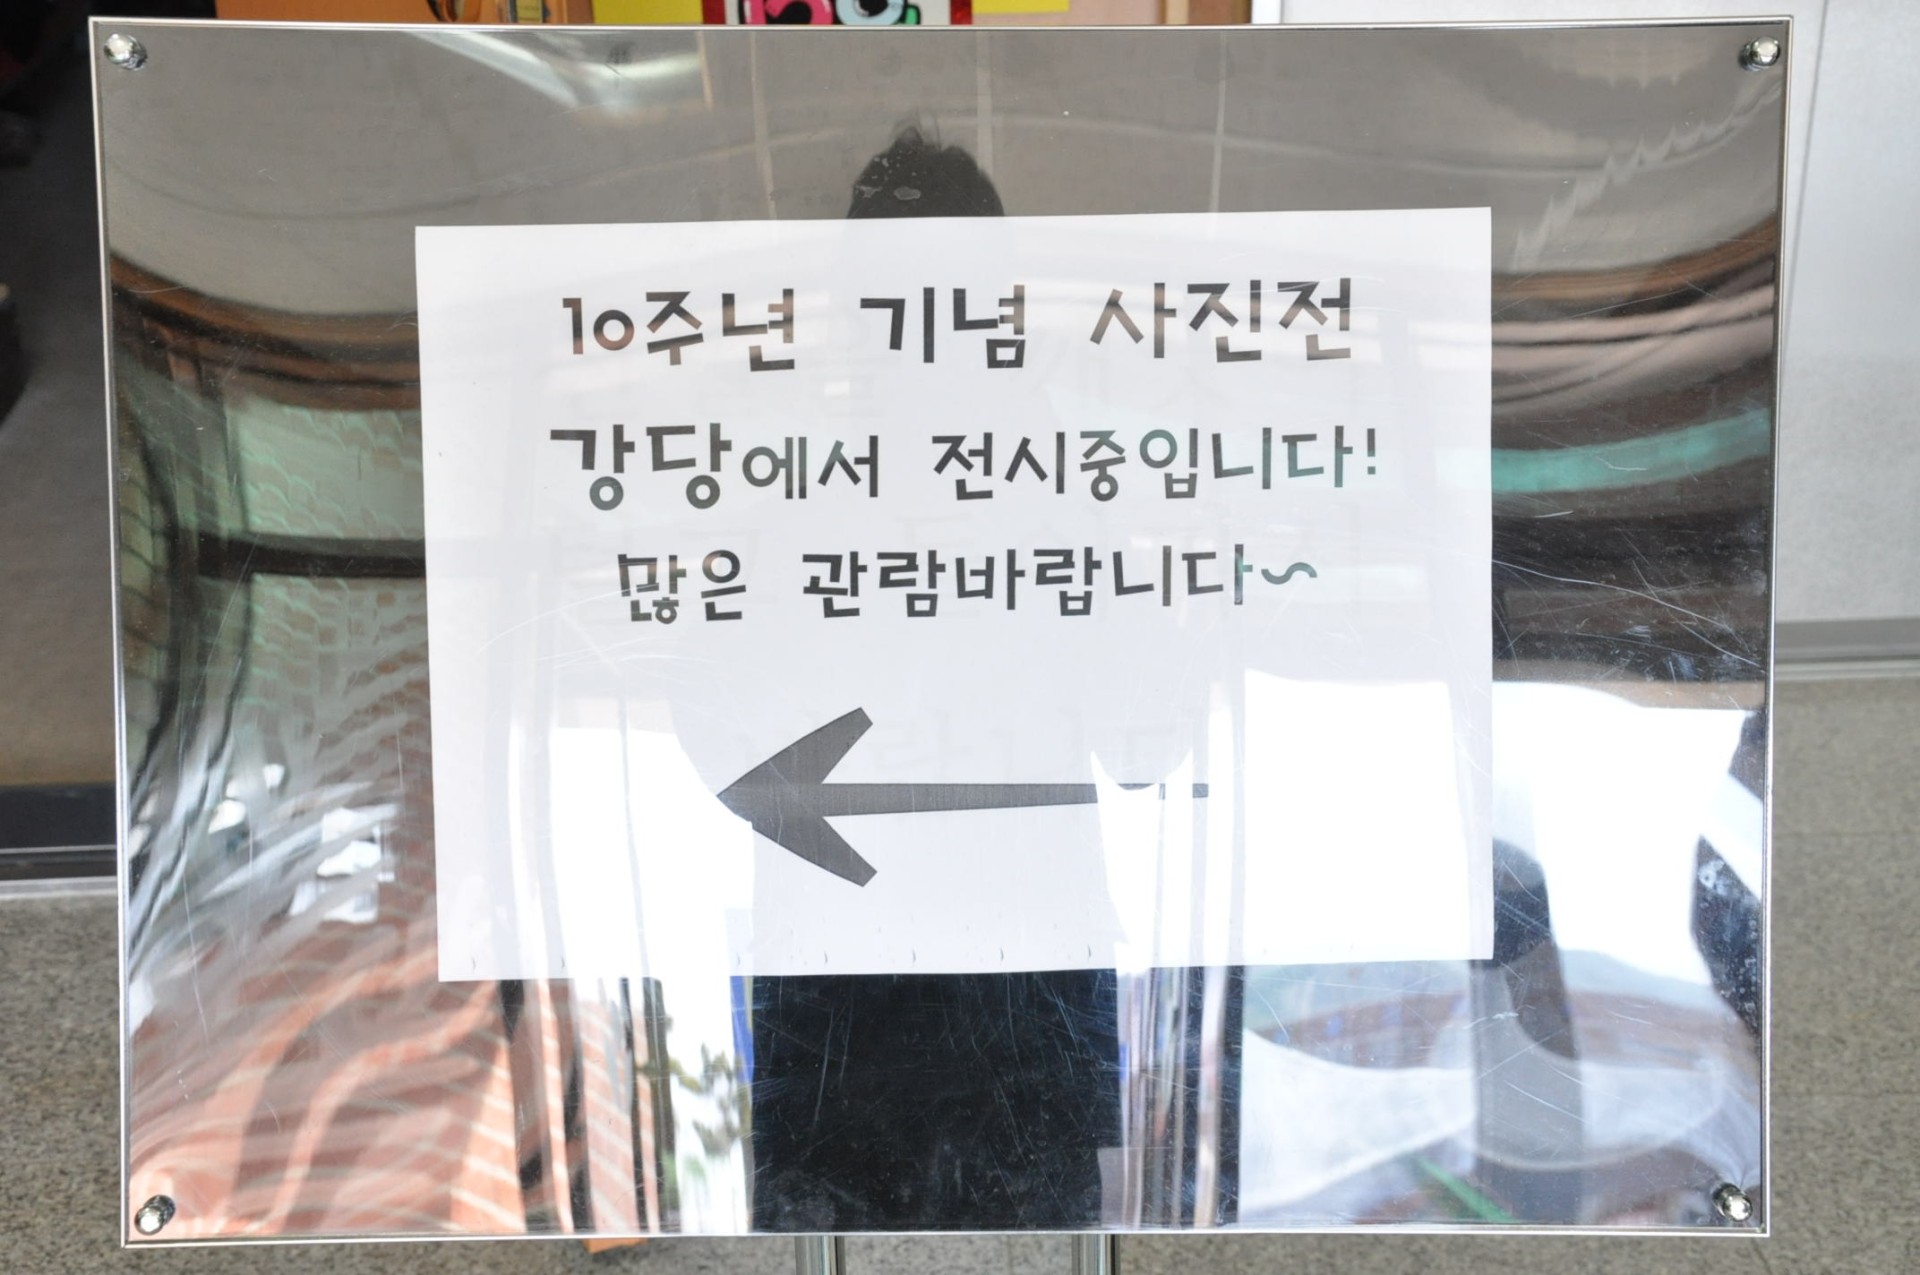 10주년 기념 사진전
강당에서 전시중입니다!
많은 관람바랍니다~